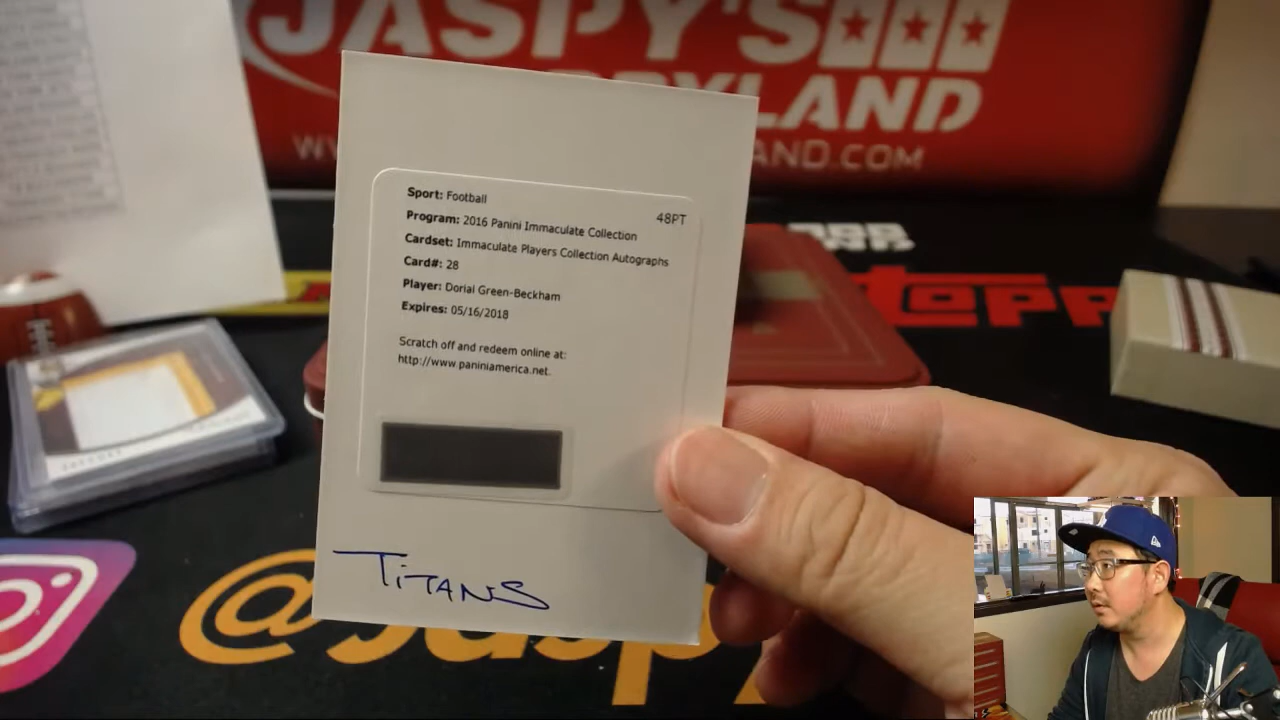 JASPY'S
LAND
WW
AND.COM
Sport: Football
48PT
Program: 2016 Panini Immaculate Collection
Cardset: Immaculate Players Collection Autographs
Card#: 28
Player: Dorial Green-Beckham
Expires: 05/16/2018
Scratch off and redeem online at:
http://www.paniniamerica.net.
TiTANS
topp
@Jaspy